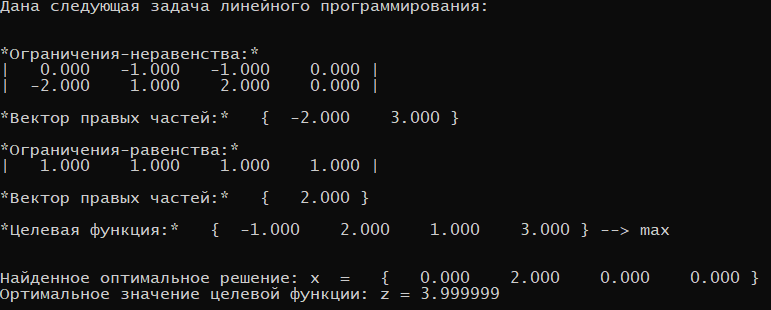 Дана следующая задача линейного программирования:
*Ограничения-неравенства:*
| 0.000 -1.000 -1.000 0.000 |
| -2.000 1.000 2.000 0.000 |
*Вектор правых частей:* { -2.000 3.000 }
*Ограничения-равенства:*
| 1.000 1.000 1.000 1.000 |
*Вектор правых частей:* { 2.000 }
*Целевая функция:* { -1.000 2.000 1.000 3.000 } --> max
Найденное оптимальное решение: x = { 0.000 2.000 0.000 0.000 }
Оптимальное значение целевой функции: z = 3.999999